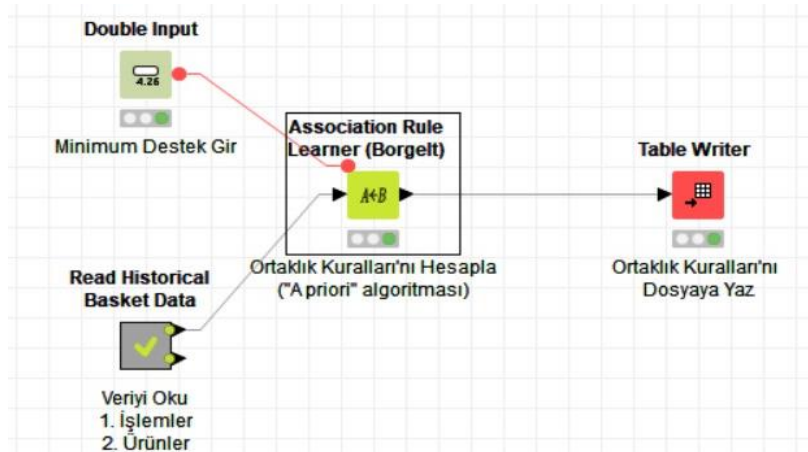 Double Input
4.26
Minimum Destek Gir
Association Rule
Learner (Borgelt)
A←B
Ortaklık Kuralları'nı Hesapla
("Apriori" algoritması)
Table Writer
Ortaklık Kuralları'nı
Dosyaya Yaz
Read Historical
Basket Data
Veriyi Oku
1. İşlemler
2. Ürünler